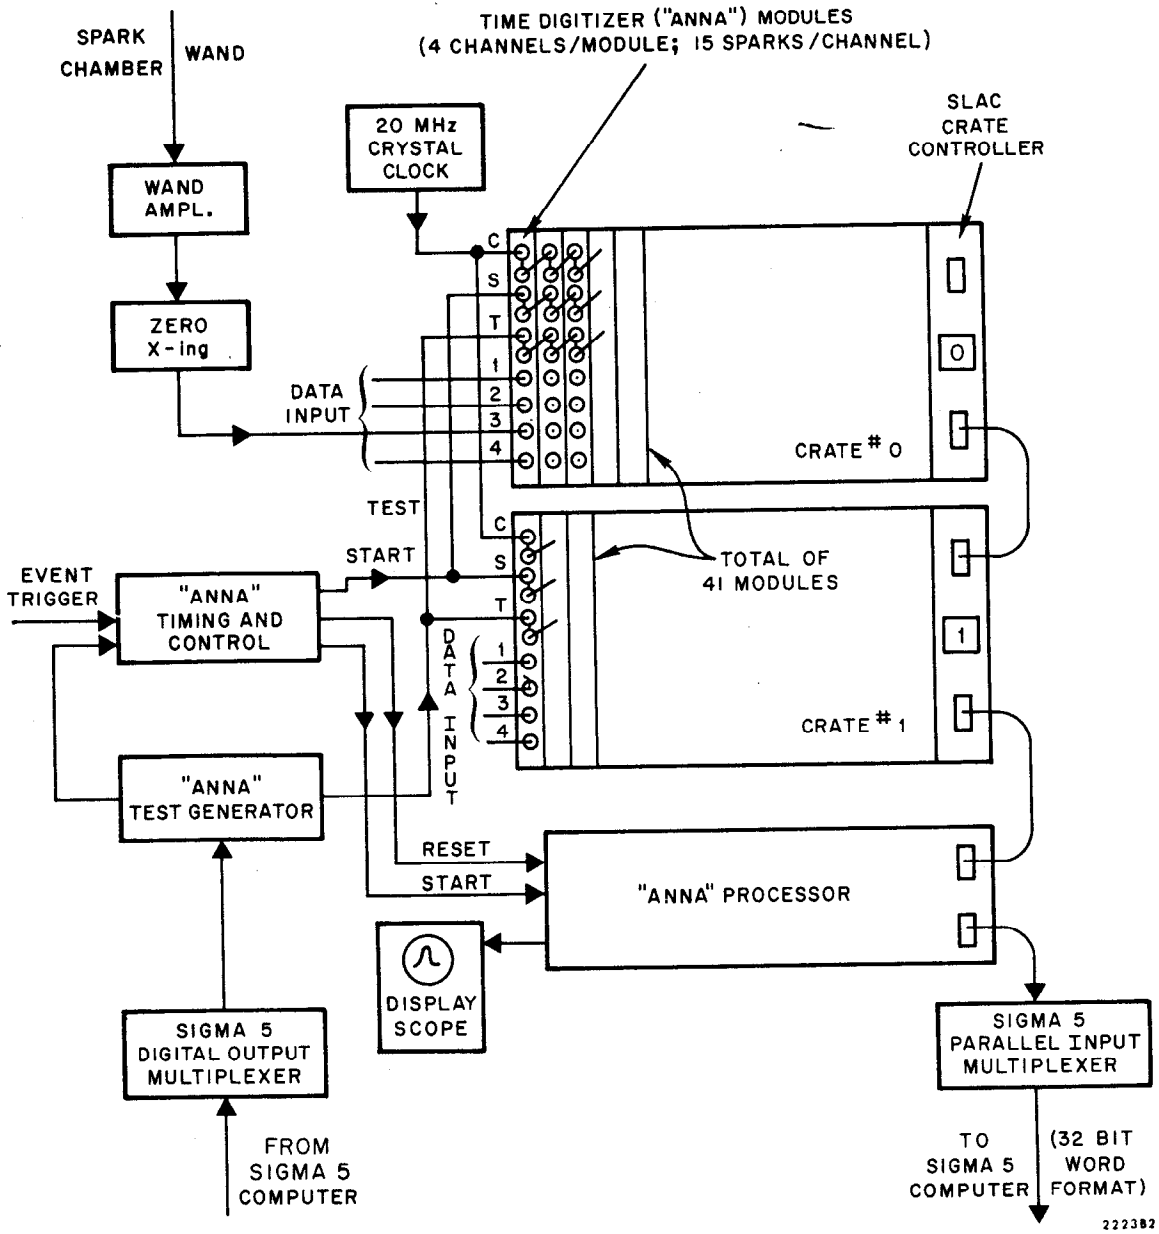 TIME DIGITIZER ("ANNA") MODULES
(4 CHANNELS/MODULE; 15 SPARKS/CHANNEL)
SPARK
CHAMBER
WAND
20 MHz
CRYSTAL
CLOCK
SLAC
CRATE
CONTROLLER
WAND
AMPL.
ZERO
X-ing
DATA
INPUT
C
S
T
1
2
3
4
0
CRATE # 0
TEST
START
EVENT
TRIGGER
"ANNA"
TIMING AND
CONTROL
C
S
T
1
2
3
4
DATA INPUT
TOTAL OF
41 MODULES
1
CRATE # 1
"ANNA"
TEST GENERATOR
RESET
START
"ANNA" PROCESSOR
DISPLAY
SCOPE
SIGMA 5
DIGITAL OUTPUT
MULTIPLEXER
SIGMA 5
PARALLEL INPUT
MULTIPLEXER
FROM
SIGMA 5
COMPUTER
TO
SIGMA 5
COMPUTER
(32 BIT
WORD
FORMAT)
222382